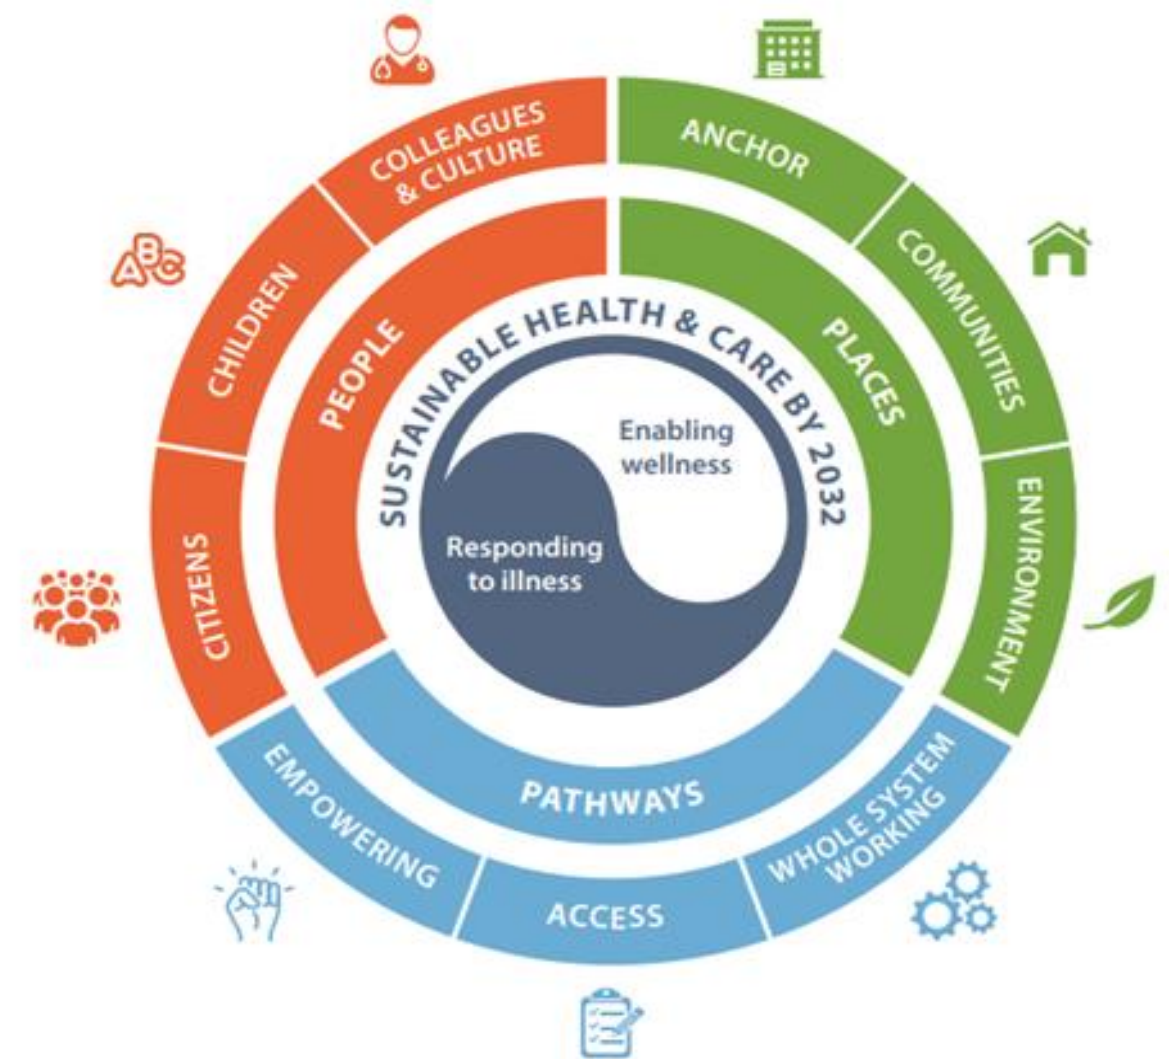 COLLEAGUES
& CULTURE
ANCHOR
COMMUNITIES
ENVIRONMENT
WHOLE SYSTEM
WORKING
ACCESS
EMPOWERING
CITIZENS
CHILDREN
ABC
PEOPLE
PLACES
PATHWAYS
SUSTAINABLE HEALTH & CARE BY 2032
Enabling
wellness
Responding
to illness